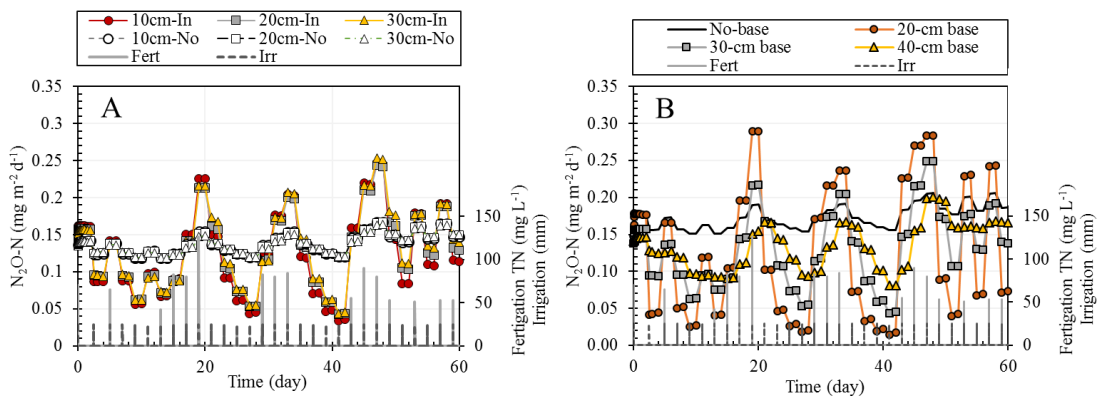 10cm-In 20cm-In 30cm-In
10cm-No 20cm-No 30cm-No
Fert Irr
A
0.35
0.30
0.25
0.20
0.15
0.10
0.05
0.00
N₂O-N (mg m⁻² d⁻¹)
150
100
50
0
Fertigation TN (mg L⁻¹)
Irrigation (mm)
0 20 40 60
Time (day)
No-base 20-cm base
30-cm base 40-cm base
Fert Irr
B
0.35
0.30
0.25
0.20
0.15
0.10
0.05
0.00
N₂O-N (mg m⁻² d⁻¹)
150
100
50
0
Fertigation TN (mg L⁻¹)
Irrigation (mm)
0 20 40 60
Time (day)